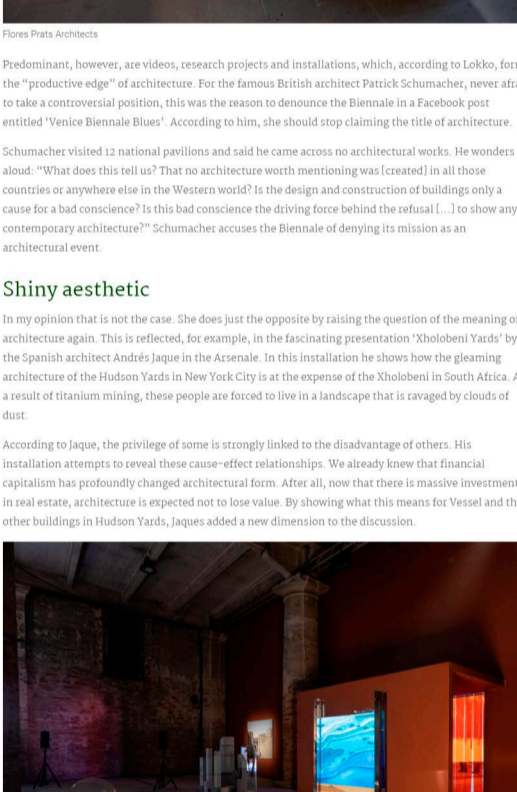 Flores Prats Architects
Predominant, however, are videos, research projects and installations, which, according to Lokko, for
the “productive edge” of architecture. For the famous British architect Patrick Schumacher, never afra
to take a controversial position, this was the reason to denounce the Biennale in a Facebook post
entitled ‘Venice Biennale Blues’. According to him, she should stop claiming the title of architecture.
Schumacher visited 12 national pavilions and said he came across no architectural works. He wonders
aloud: “What does this tell us? That no architecture worth mentioning was [created] in all those
countries or anywhere else in the Western world? Is the design and construction of buildings only a
cause for a bad conscience? Is this bad conscience the driving force behind the refusal [...] to show any
contemporary architecture?” Schumacher accuses the Biennale of denying its mission as an
architectural event.
Shiny aesthetic
In my opinion that is not the case. She does just the opposite by raising the question of the meaning o
architecture again. This is reflected, for example, in the fascinating presentation ‘Xholobeni Yards’ by
the Spanish architect Andrés Jaque in the Arsenale. In this installation he shows how the gleaming
architecture of the Hudson Yards in New York City is at the expense of the Xholobeni in South Africa. A
a result of titanium mining, these people are forced to live in a landscape that is ravaged by clouds of
dust.
According to Jaque, the privilege of some is strongly linked to the disadvantage of others. His
installation attempts to reveal these cause-effect relationships. We already knew that financial
capitalism has profoundly changed architectural form. After all, now that there is massive investment
in real estate, architecture is expected not to lose value. By showing what this means for Vessel and th
other buildings in Hudson Yards, Jaques added a new dimension to the discussion.